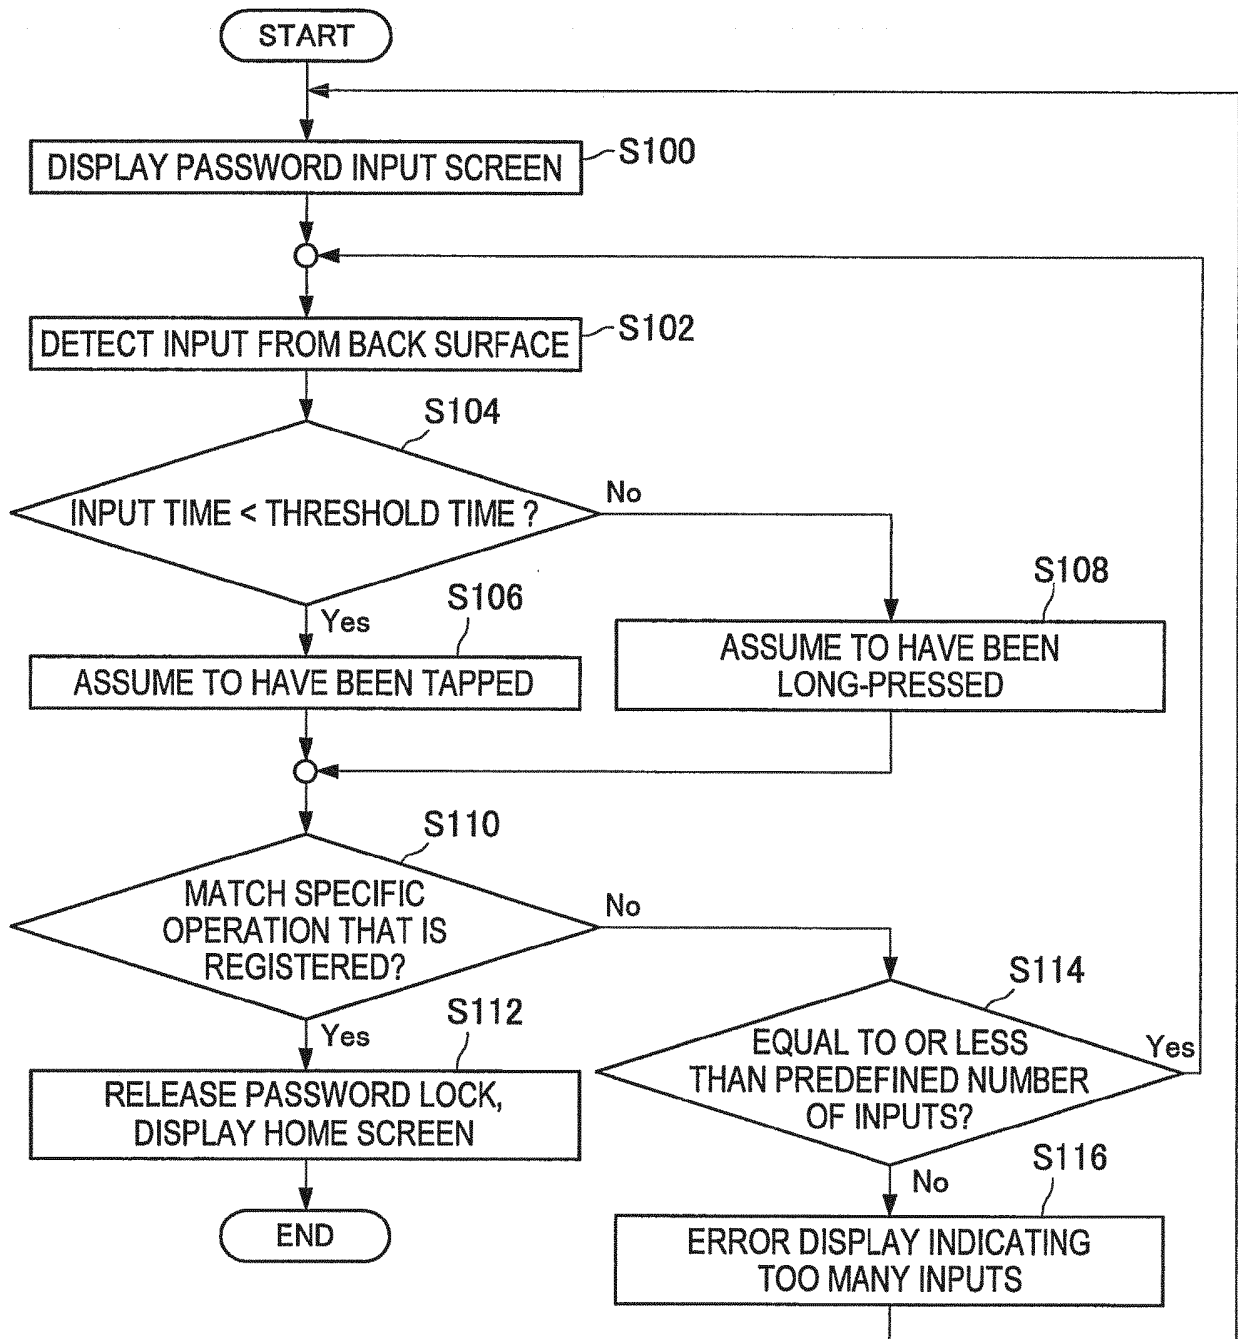 START
DISPLAY PASSWORD INPUT SCREEN
S100
DETECT INPUT FROM BACK SURFACE
S102
S104
INPUT TIME < THRESHOLD TIME ?
No
Yes
S106
ASSUME TO HAVE BEEN TAPPED
S108
ASSUME TO HAVE BEEN
LONG-PRESSED
S110
MATCH SPECIFIC
OPERATION THAT IS
REGISTERED?
No
Yes
S112
RELEASE PASSWORD LOCK,
DISPLAY HOME SCREEN
END
S114
EQUAL TO OR LESS
THAN PREDEFINED NUMBER
OF INPUTS?
Yes
No
S116
ERROR DISPLAY INDICATING
TOO MANY INPUTS